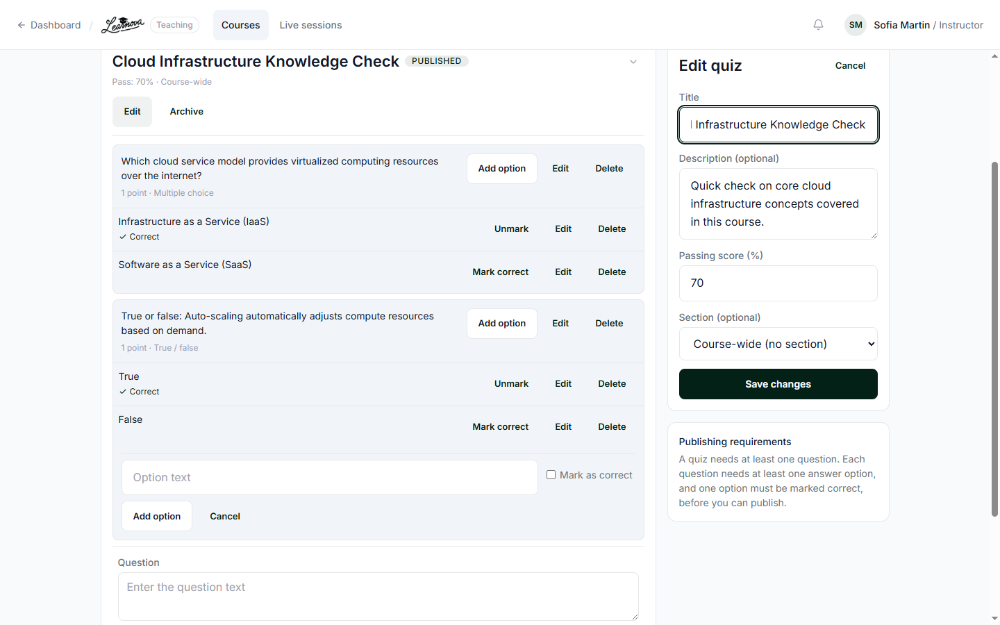 Dashboard / Learnova Teaching Courses Live sessions SM Sofia Martin / Instructor
Cloud Infrastructure Knowledge Check PUBLISHED
Pass: 70% · Course-wide
Edit Archive
Which cloud service model provides virtualized computing resources
over the internet?
1 point · Multiple choice
Add option Edit Delete
Infrastructure as a Service (IaaS)
✓ Correct
Unmark Edit Delete
Software as a Service (SaaS)
Mark correct Edit Delete
True or false: Auto-scaling automatically adjusts compute resources
based on demand.
1 point · True / false
Add option Edit Delete
True
✓ Correct
Unmark Edit Delete
False
Mark correct Edit Delete
Option text
Mark as correct
Add option Cancel
Question
Enter the question text
Edit quiz Cancel
Title
Infrastructure Knowledge Check
Description (optional)
Quick check on core cloud
infrastructure concepts covered
in this course.
Passing score (%)
70
Section (optional)
Course-wide (no section)
Save changes
Publishing requirements
A quiz needs at least one question. Each
question needs at least one answer option,
and one option must be marked correct,
before you can publish.